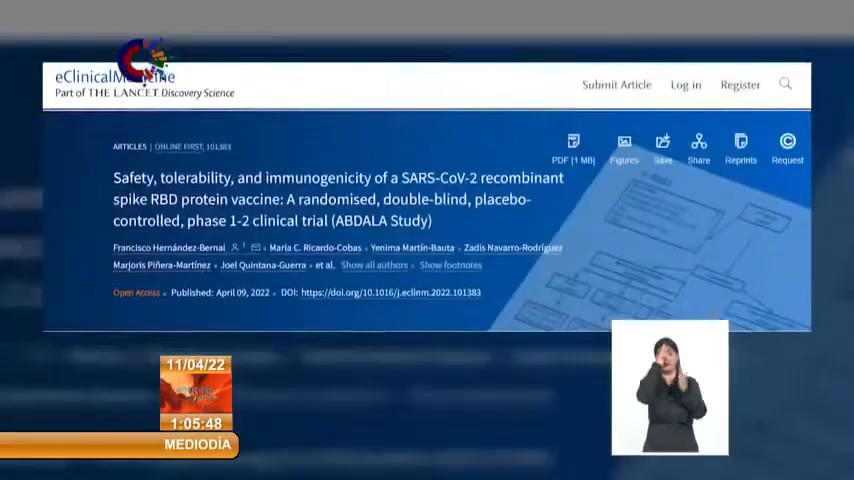 eClinicalMedicine
Part of THE LANCET Discovery Science
Submit Article Log in Register
ARTICLES | ONLINE FIRST, 101383
PDF [1 MB] Figures Save Share Reprints Request
Safety, tolerability, and immunogenicity of a SARS-CoV-2 recombinant
spike RBD protein vaccine: A randomised, double-blind, placebo-
controlled, phase 1-2 clinical trial (ABDALA Study)
Francisco Hernández-Bernal 1 • Maria C. Ricardo-Cobas • Yenima Martín-Bauta • Zadis Navarro-Rodríguez
Marjoris Piñera-Martínez • Joel Quintana-Guerra • et al. Show all authors • Show footnotes
Open Access • Published: April 09, 2022 • DOI: https://doi.org/10.1016/j.eclinm.2022.101383
11/04/22
1:05:48
MEDIODÍA